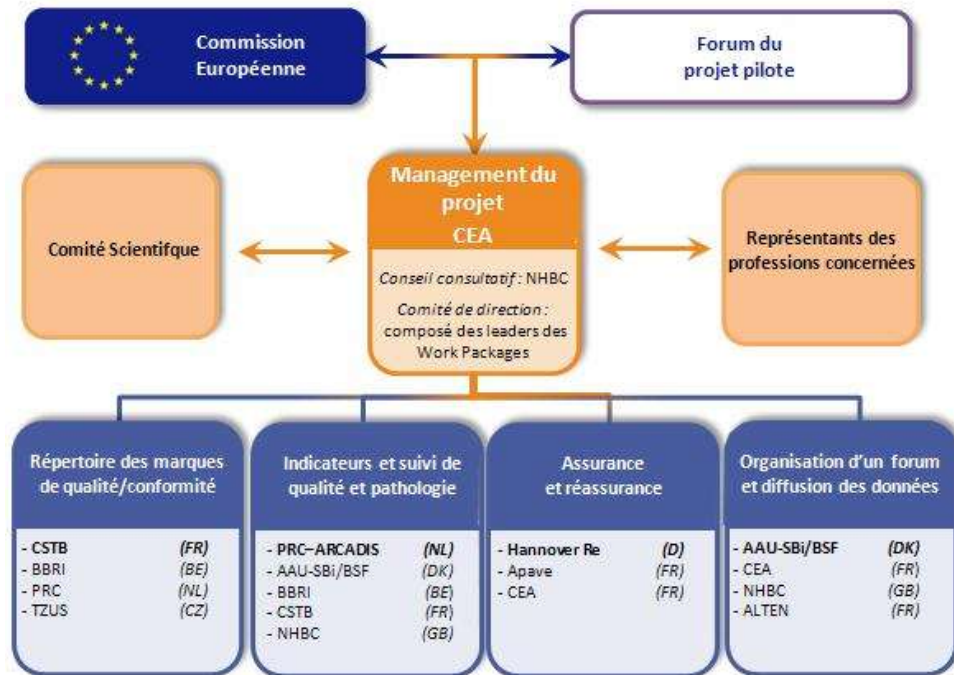 Commission
Européenne
Forum du
projet pilote
Management du
projet
CEA
Comité Scientifque
Conseil consultatif : NHBC
Comité de direction :
composé des leaders des
Work Packages
Représentants des
professions concernées
Répertoire des marques
de qualité/conformité
- CSTB (FR)
- BBRI (BE)
- PRC (NL)
- TZUS (CZ)
Indicateurs et suivi de
qualité et pathologie
- PRC–ARCADIS (NL)
- AAU-SBi/BSF (DK)
- BBRI (BE)
- CSTB (FR)
- NHBC (GB)
Assurance
et réassurance
- Hannover Re (D)
- Apave (FR)
- CEA (FR)
Organisation d'un forum
et diffusion des données
- AAU-SBi/BSF (DK)
- CEA (FR)
- NHBC (GB)
- ALTEN (FR)